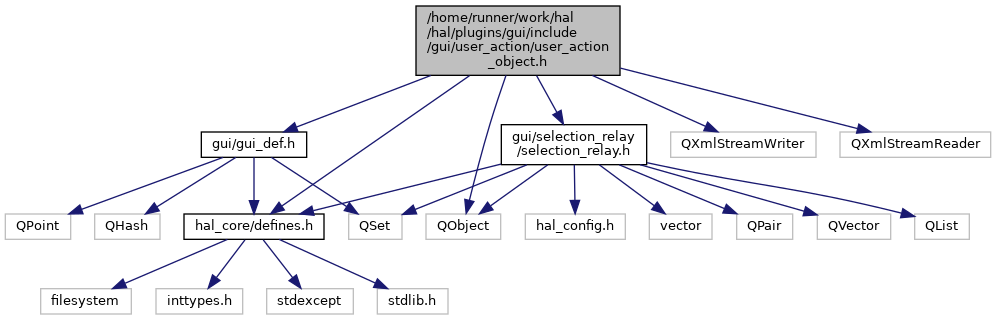 /home/runner/work/hal
/hal/plugins/gui/include
/gui/user_action/user_action
_object.h
gui/gui_def.h
gui/selection_relay
/selection_relay.h
QXmlStreamWriter
QXmlStreamReader
QPoint
QHash
hal_core/defines.h
QSet
QObject
hal_config.h
vector
QPair
QVector
QList
filesystem
inttypes.h
stdexcept
stdlib.h